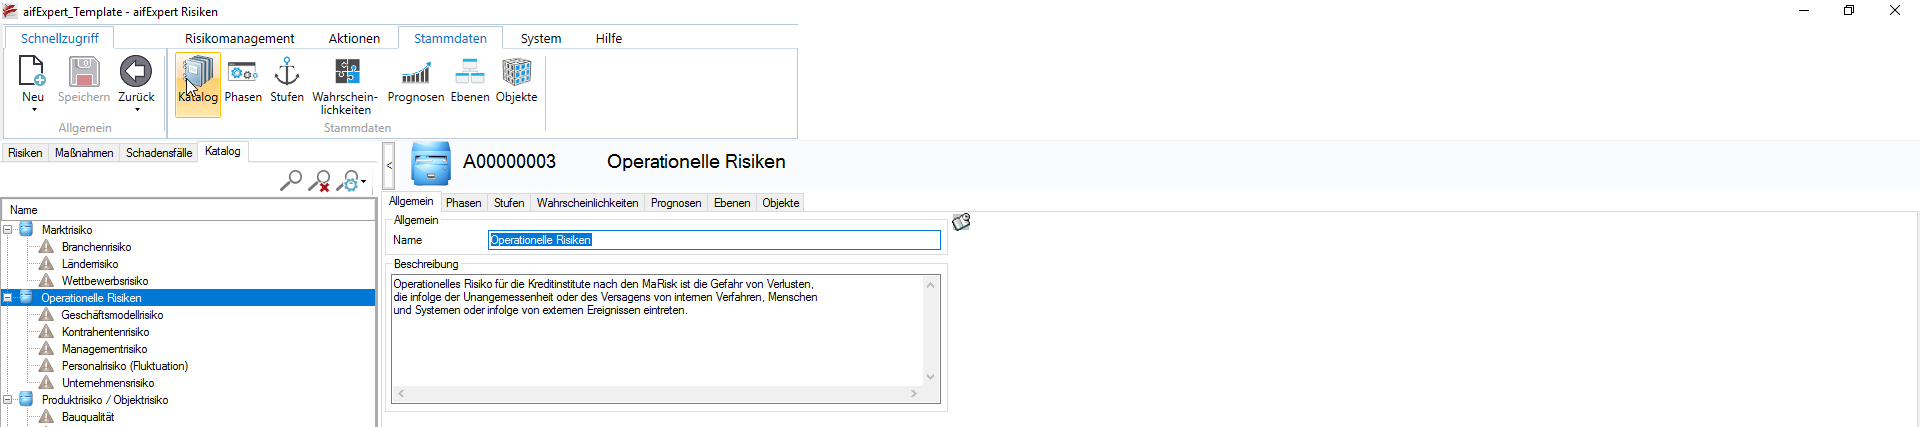 aifExpert_Template - aifExpert Risiken
Schnellzugriff Risikomanagement Aktionen Stammdaten System Hilfe
Neu Speichern Zurück Katalog Phasen Stufen Wahrschein- Prognosen Ebenen Objekte
lichkeiten
Allgemein Stammdaten
Risiken Maßnahmen Schadensfälle Katalog
< A00000003 Operationelle Risiken
Allgemein Phasen Stufen Wahrscheinlichkeiten Prognosen Ebenen Objekte
Name
Allgemein
Name Operationelle Risiken
Marktrisiko
Branchenrisiko
Länderrisiko
Wettbewerbsrisiko
Operationelle Risiken
Geschäftsmodellrisiko
Kontrahentenrisiko
Managementrisiko
Personalrisiko (Fluktuation)
Unternehmensrisiko
Produktrisiko / Objektrisiko
Bauqualität
Beschreibung
Operationelles Risiko für die Kreditinstitute nach den MaRisk ist die Gefahr von Verlusten,
die infolge der Unangemessenheit oder des Versagens von internen Verfahren, Menschen
und Systemen oder infolge von externen Ereignissen eintreten.